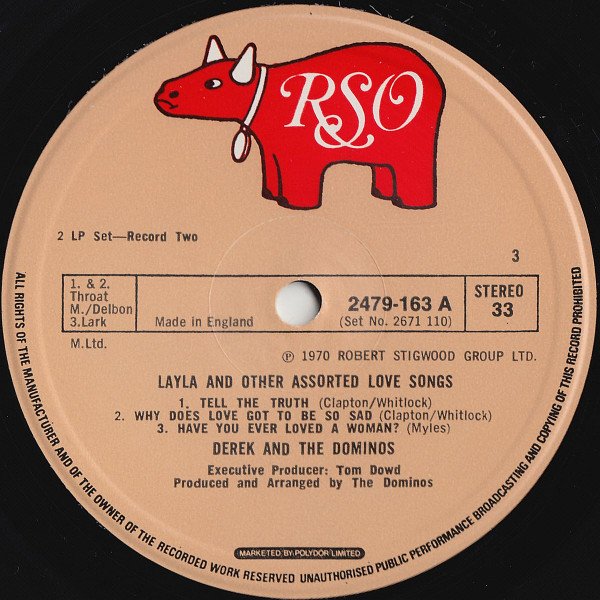 RSO
2 LP Set—Record Two
3
1. & 2.
Throat
M./Delbon
3.Lark
M.Ltd.
Made in England
2479-163 A
(Set No. 2671 110)
STEREO
33
℗ 1970 ROBERT STIGWOOD GROUP LTD.
LAYLA AND OTHER ASSORTED LOVE SONGS
1. TELL THE TRUTH (Clapton/Whitlock)
2. WHY DOES LOVE GOT TO BE SO SAD (Clapton/Whitlock)
3. HAVE YOU EVER LOVED A WOMAN? (Myles)
DEREK AND THE DOMINOS
Executive Producer: Tom Dowd
Produced and Arranged by The Dominos
MARKETED BY POLYDOR LIMITED
ALL RIGHTS OF THE MANUFACTURER AND OF THE OWNER OF THE RECORDED WORK RESERVED UNAUTHORISED PUBLIC PERFORMANCE BROADCASTING AND COPYING OF THIS RECORD PROHIBITED